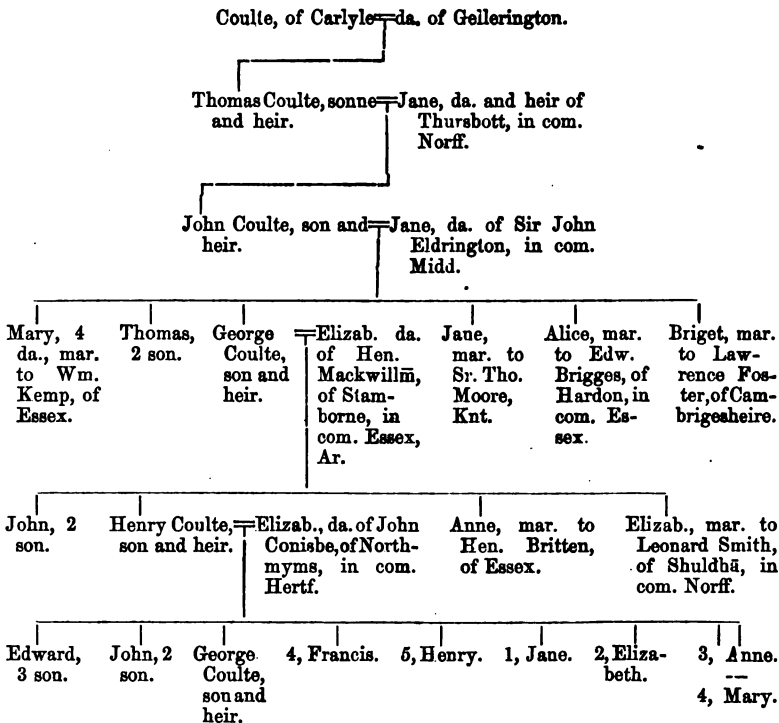 Coulte, of Carlyle=da. of Gellerington.
Thomas Coulte, sonne=Jane, da. and heir of
and heir.
Thursbott, in com.
Norff.
John Coulte, son and=Jane, da. of Sir John
heir.
Eldrington, in com.
Midd.
Mary, 4
da., mar.
to Wm.
Kemp, of
Essex.
Thomas,
2 son.
George
Coulte,
son and
heir.
=Elizab. da.
of Hen.
Mackwillm̄,
of Stam-
borne, in
com. Essex,
Ar.
Jane,
mar. to
Sr. Tho.
Moore,
Knt.
Alice, mar.
to Edw.
Brigges, of
Hardon, in
com. Es-
sex.
Briget, mar.
to Law-
rence Fos-
ter, of Cam-
brigesheire.
John, 2
son.
Henry Coulte,=Elizab., da. of John
son and heir.
Conisbe, of North-
myms, in com.
Hertf.
Anne, mar. to
Hen. Britten,
of Essex.
Elizab., mar. to
Leonard Smith,
of Shuldhā, in
com. Norff.
Edward,
3 son.
John, 2
son.
George
Coulte,
son and
heir.
4, Francis.
5, Henry.
1, Jane.
2, Eliza-
beth.
3, Anne.
4, Mary.